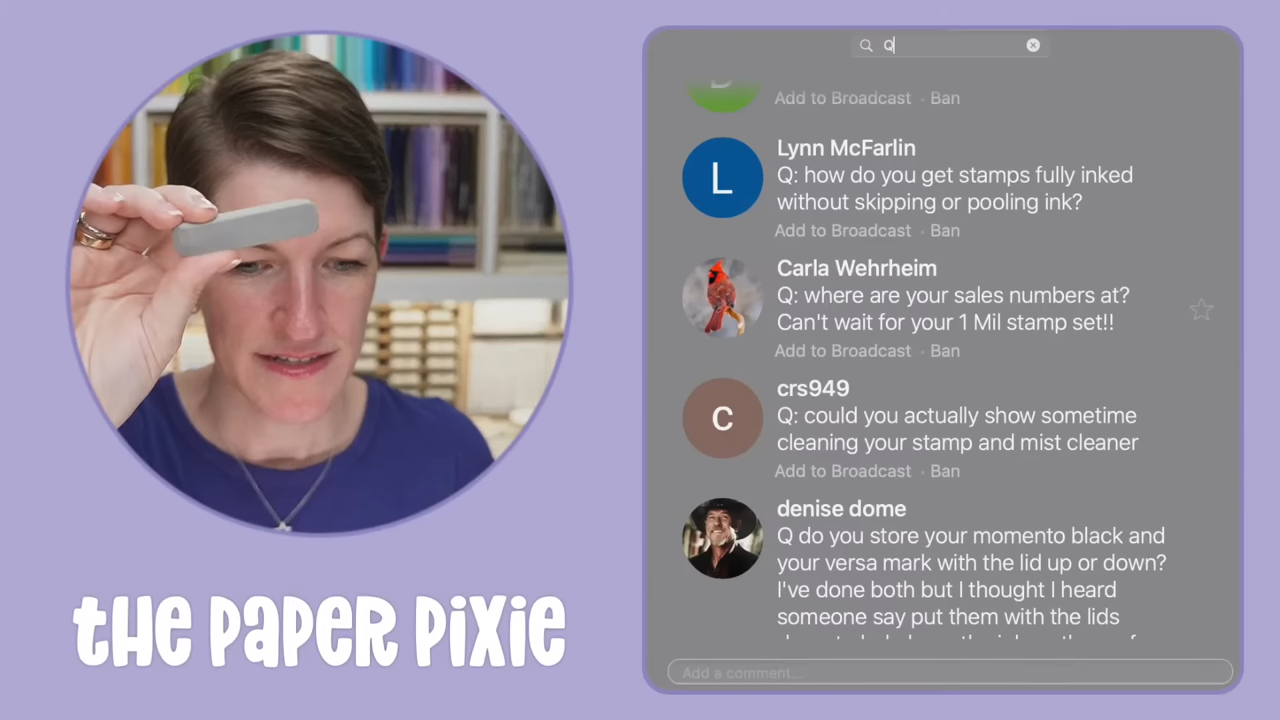 Q
Add to Broadcast · Ban
L
Lynn McFarlin
Q: how do you get stamps fully inked
without skipping or pooling ink?
Add to Broadcast · Ban
Carla Wehrheim
Q: where are your sales numbers at?
Can't wait for your 1 Mil stamp set!!
Add to Broadcast · Ban
C
crs949
Q: could you actually show sometime
cleaning your stamp and mist cleaner
Add to Broadcast · Ban
denise dome
Q do you store your momento black and
your versa mark with the lid up or down?
I've done both but I thought I heard
someone say put them with the lids
Add a comment...
the PAPER PiXiE